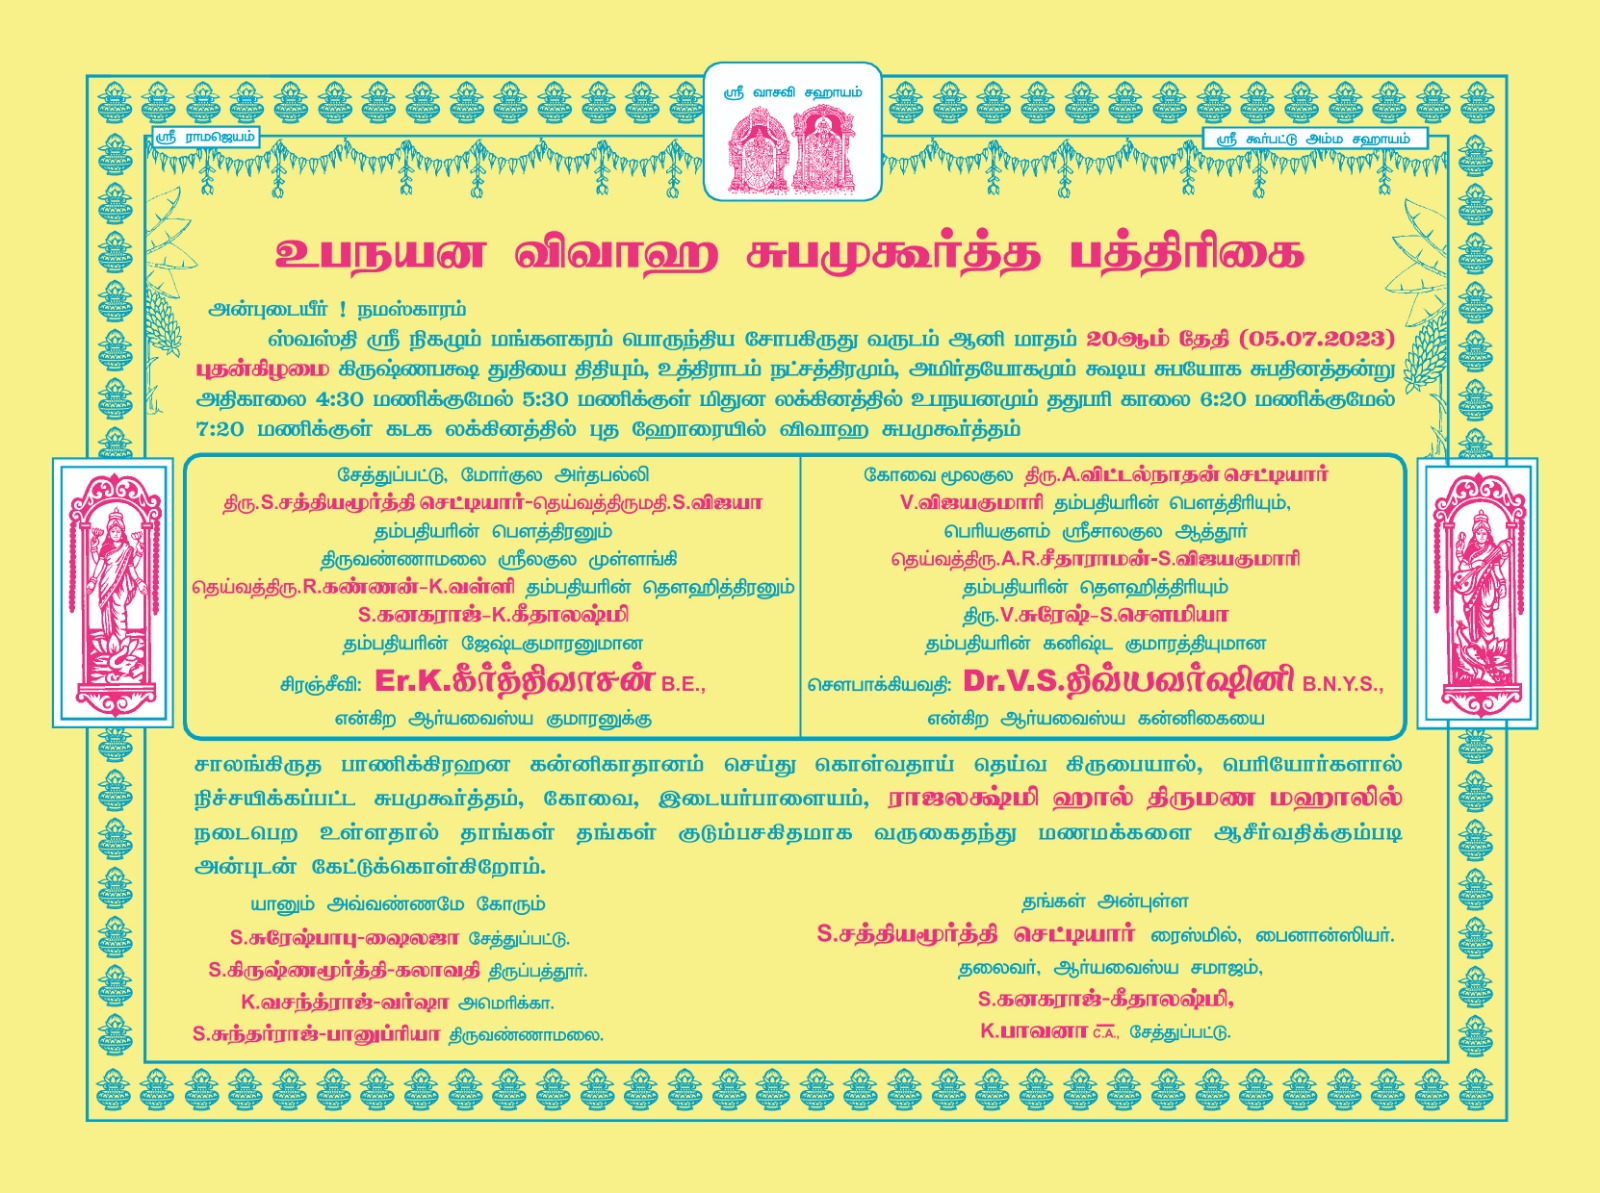 ஸ்ரீ வாசவி சஹாயம்
ஸ்ரீ ராமஜெயம்
ஸ்ரீ கூர்பட்டு அம்ம சஹாயம்
உபநயன விவாஹ சுபமுகூர்த்த பத்திரிகை
அன்புடையீர் ! நமஸ்காரம்
ஸ்வஸ்தி ஸ்ரீ நிகழும் மங்களகரம் பொருந்திய சோபகிருது வருடம் ஆனி மாதம் 20ஆம் தேதி (05.07.2023)
புதன்கிழமை கிருஷ்ணபக்ஷ துதியை திதியும், உத்திராடம் நட்சத்திரமும், அமிர்தயோகமும் கூடிய சுபயோக சுபதினத்தன்று
அதிகாலை 4:30 மணிக்குமேல் 5:30 மணிக்குள் மிதுன லக்கினத்தில் உபநயனமும் ததுபரி காலை 6:20 மணிக்குமேல்
7:20 மணிக்குள் கடக லக்கினத்தில் புத ஹோரையில் விவாஹ சுபமுகூர்த்தம்
சேத்துப்பட்டு, மோர்குல அர்தபல்லி
திரு.S.சத்தியமூர்த்தி செட்டியார்-தெய்வத்திருமதி.S.விஜயா
தம்பதியரின் பௌத்திரனும்
திருவண்ணாமலை ஸ்ரீலகுல முள்ளங்கி
தெய்வத்திரு.R.கண்ணன்-K.வள்ளி தம்பதியரின் தௌஹித்திரனும்
S.கனகராஜ்-K.கீதாலஷ்மி
தம்பதியரின் ஜேஷ்டகுமாரனுமான
சிரஞ்சீவி: Er.K.கீர்த்திவாசன் B.E.,
என்கிற ஆர்யவைஸ்ய குமாரனுக்கு
கோவை மூலகுல திரு.A.விட்டல்நாதன் செட்டியார்
V.விஜயகுமாரி தம்பதியரின் பௌத்திரியும்,
பெரியகுளம் ஸ்ரீசாலகுல ஆத்தூர்
தெய்வத்திரு.A.R.சீதாராமன்-S.விஜயகுமாரி
தம்பதியரின் தௌஹித்திரியும்
திரு.V.சுரேஷ்-S.சௌமியா
தம்பதியரின் கனிஷ்ட குமாரத்தியுமான
சௌபாக்கியவதி: Dr.V.S.திவ்யவர்ஷினி B.N.Y.S.,
என்கிற ஆர்யவைஸ்ய கன்னிகையை
சாலங்கிருத பாணிக்கிரஹன கன்னிகாதானம் செய்து கொள்வதாய் தெய்வ கிருபையால், பெரியோர்களால்
நிச்சயிக்கப்பட்ட சுபமுகூர்த்தம், கோவை, இடையர்பாளையம், ராஜலக்ஷ்மி ஹால் திருமண மஹாலில்
நடைபெற உள்ளதால் தாங்கள் தங்கள் குடும்பசகிதமாக வருகைதந்து மணமக்களை ஆசீர்வதிக்கும்படி
அன்புடன் கேட்டுக்கொள்கிறோம்.
யானும் அவ்வண்ணமே கோரும்
S.சுரேஷ்பாபு-ஷைலஜா சேத்துப்பட்டு.
S.கிருஷ்ணமூர்த்தி-கலாவதி திருப்பத்தூர்.
K.வசந்த்ராஜ்-வர்ஷா அமெரிக்கா.
S.சுந்தர்ராஜ்-பானுப்ரியா திருவண்ணாமலை.
தங்கள் அன்புள்ள
S.சத்தியமூர்த்தி செட்டியார் ரைஸ்மில், பைனான்ஸியர்.
தலைவர், ஆர்யவைஸ்ய சமாஜம்,
S.கனகராஜ்-கீதாலஷ்மி,
K.பாவனா C.A., சேத்துப்பட்டு.